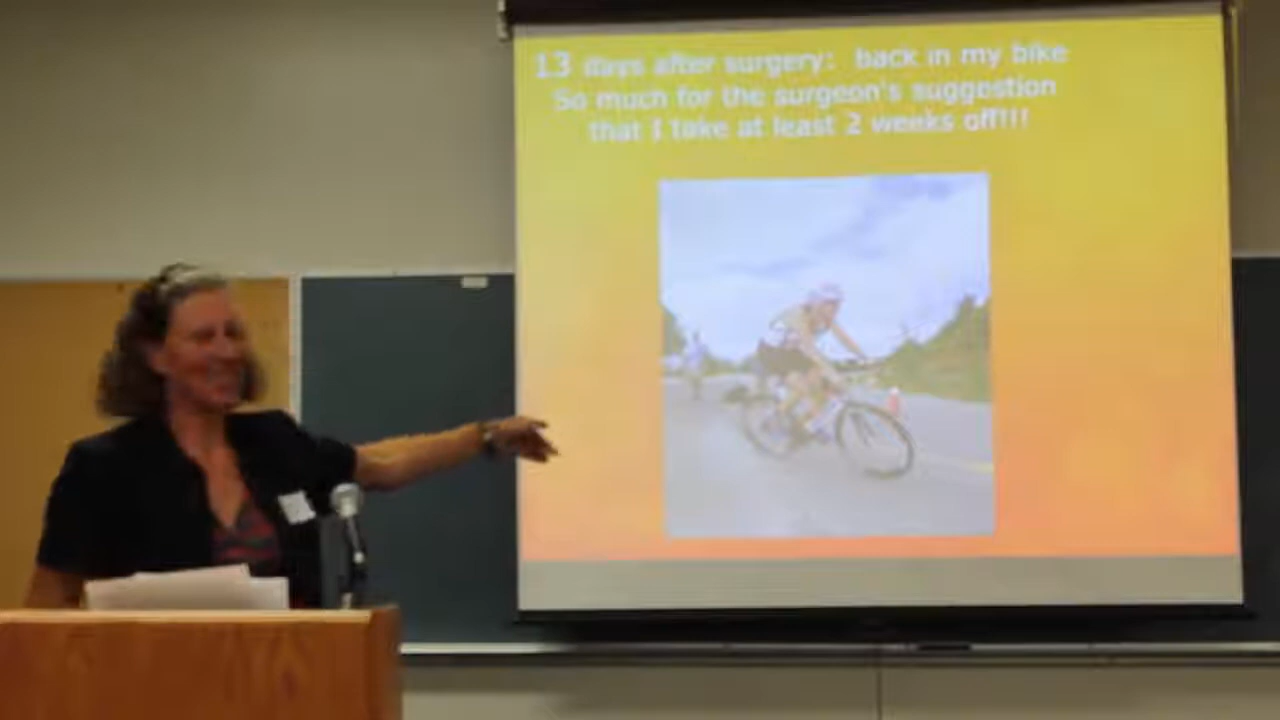 13 days after surgery: back in my bike
So much for the surgeon's suggestion
that I take at least 2 weeks off!!!